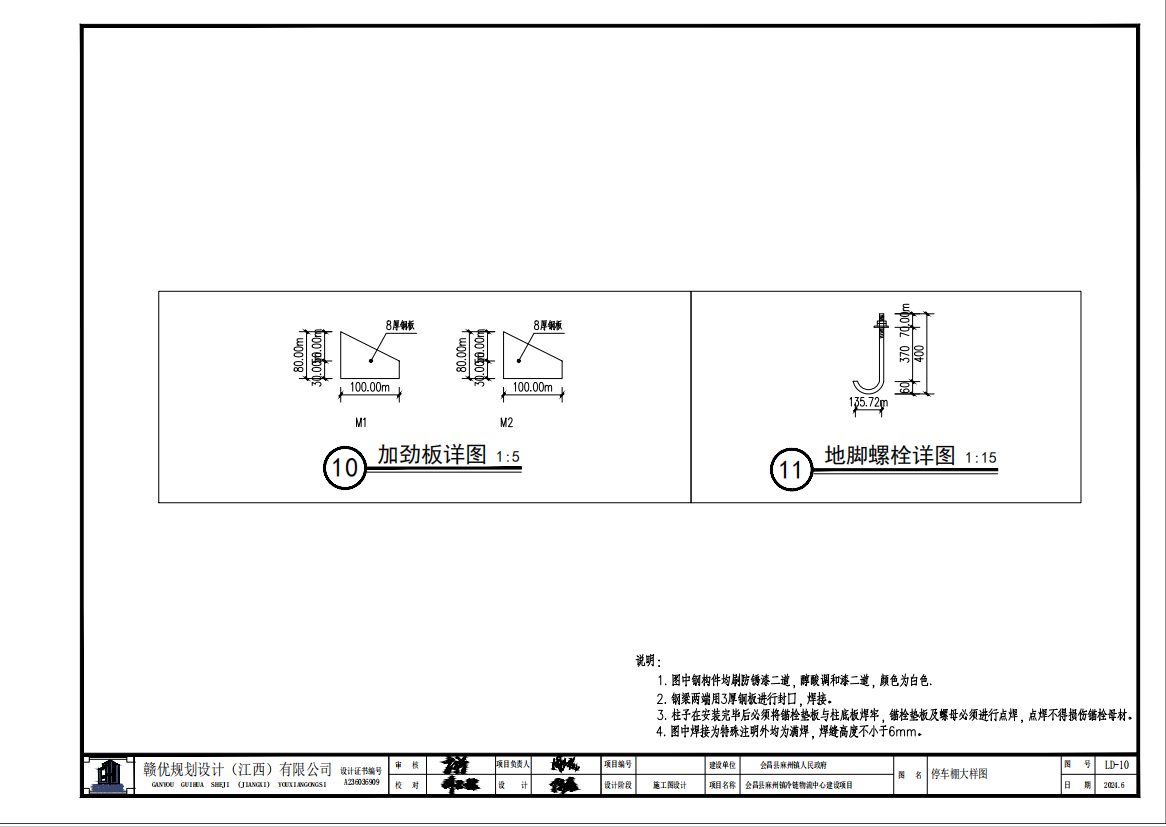 8厚钢板
80.00m
30.00m
100.00m
M1
8厚钢板
80.00m
30.00m
100.00m
M2
10 加劲板详图 1:5
70.00m
370
400
60
135.72m
11 地脚螺栓详图 1:15
说明：
1. 图中钢构件均刷防锈漆二道，醇酸调和漆二道，颜色为白色.
2. 钢梁两端用3厚钢板进行封口，焊接。
3. 柱子在安装完毕后必须将锚栓垫板与柱底板焊牢，锚栓垫板及螺母必须进行点焊，点焊不得损伤锚栓母材。
4. 图中焊接为特殊注明外均为满焊，焊缝高度不小于6mm。
赣优规划设计（江西）有限公司
GANYOU GUIHUA SHEJI (JIANGXI) YOUXIANGONGSI
设计证书编号
A236036909
审 核
校 对
项目负责人
设 计
项目编号
设计阶段 施工图设计
建设单位 会昌县麻州镇人民政府
项目名称 会昌县麻州镇冷链物流中心建设项目
图 名 停车棚大样图
图 号 LD-10
日 期 2024.6